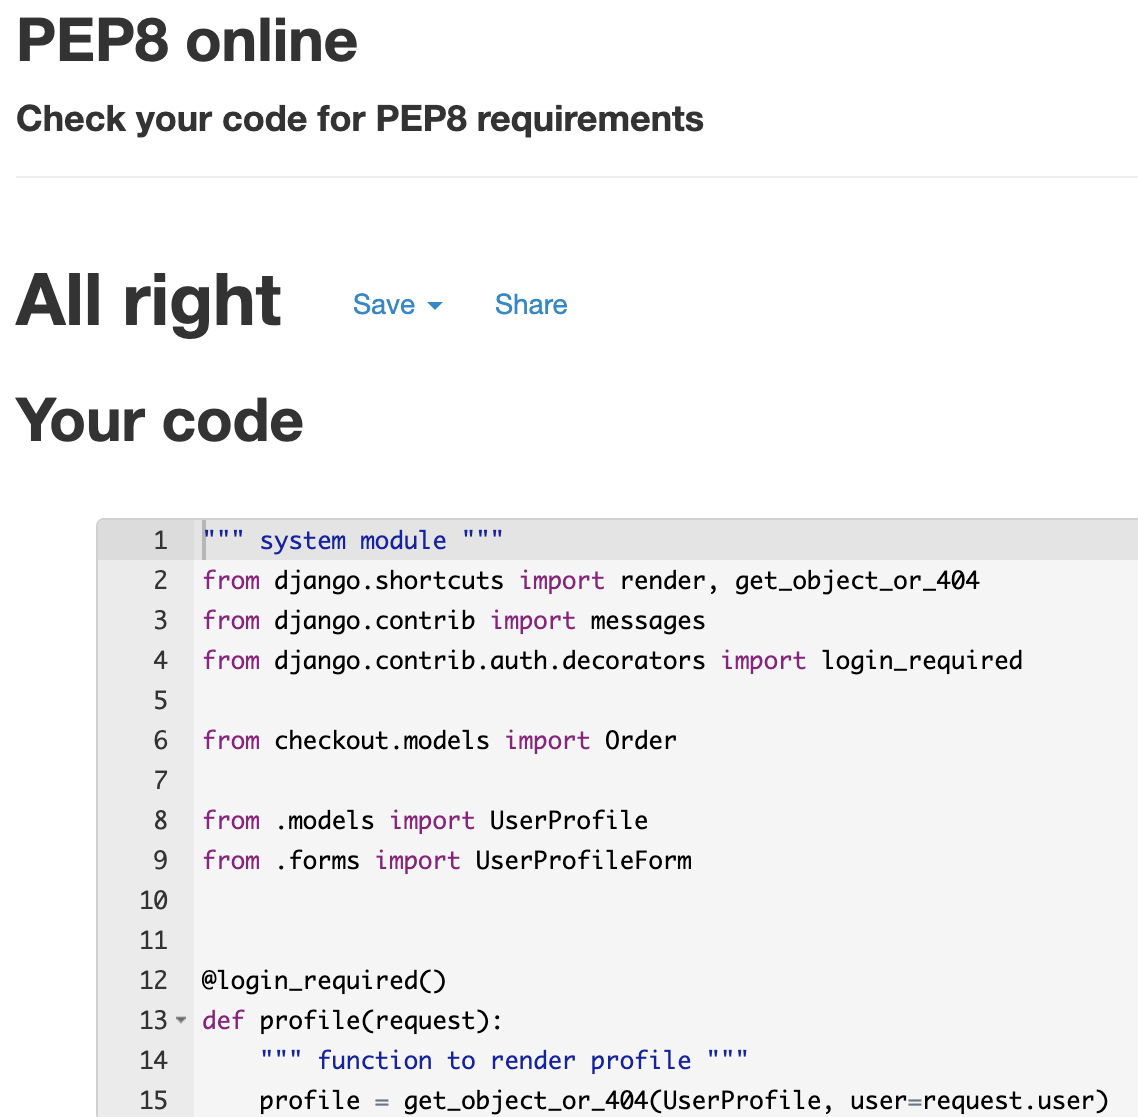 PEP8 online
Check your code for PEP8 requirements
All right Save Share
Your code
1 """ system module """
2 from django.shortcuts import render, get_object_or_404
3 from django.contrib import messages
4 from django.contrib.auth.decorators import login_required
5
6 from checkout.models import Order
7
8 from .models import UserProfile
9 from .forms import UserProfileForm
10
11
12 @login_required()
13 def profile(request):
14     """ function to render profile """
15     profile = get_object_or_404(UserProfile, user=request.user)